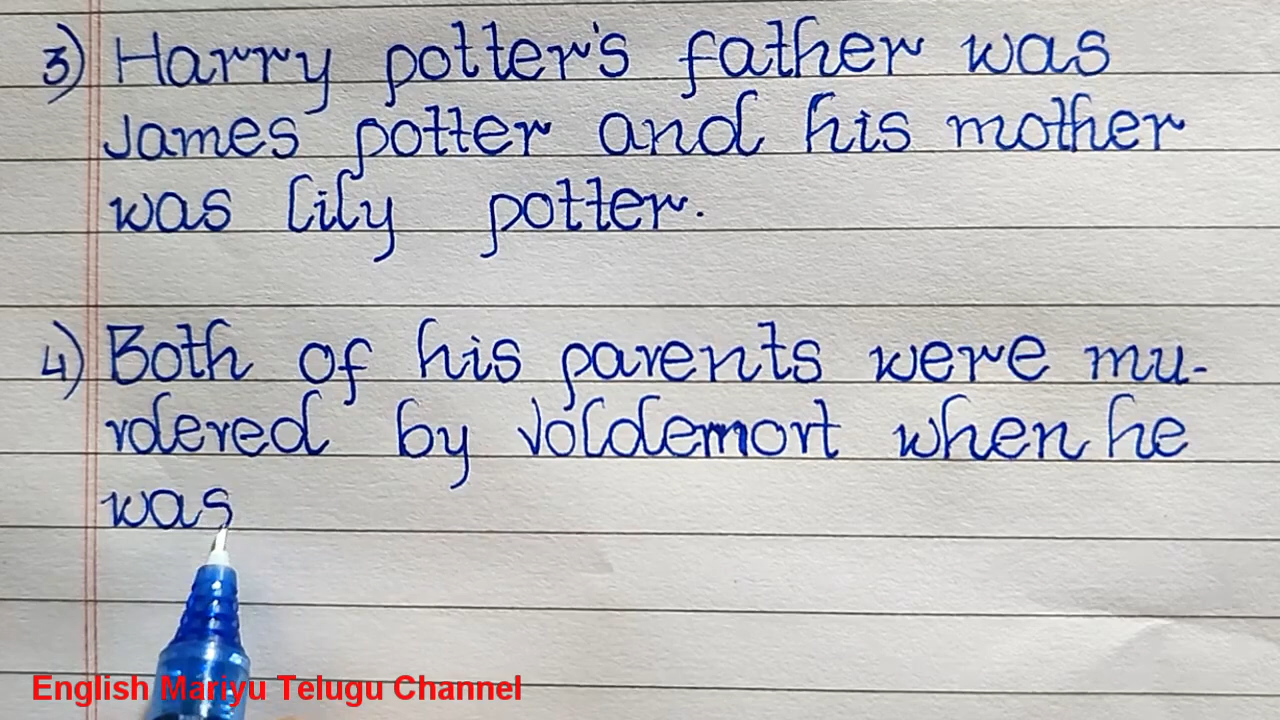 3) Harry potter's father was
James potter and his mother
was lily potter.
4) Both of his parents were mu-
rdered by Voldemort when he
was
English Mariyu Telugu Channel